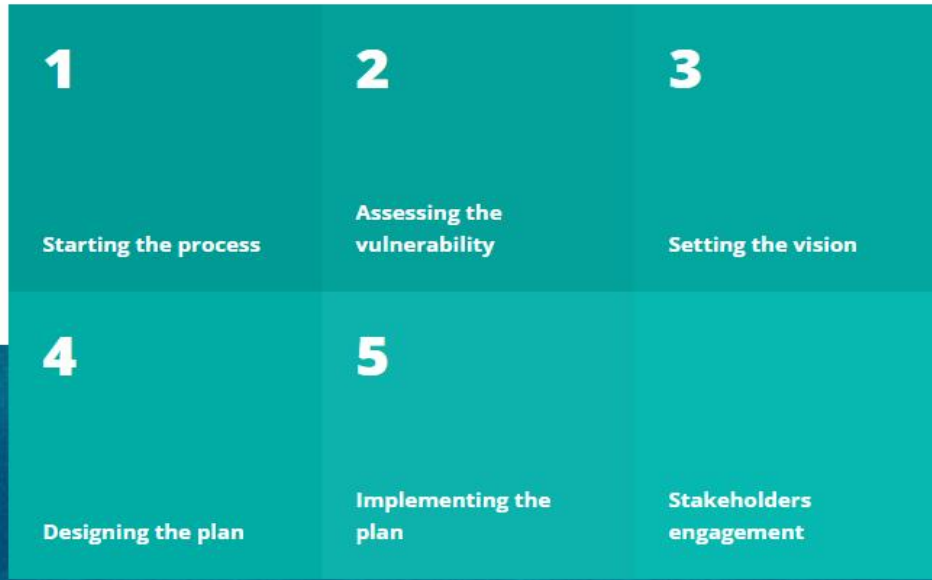 1
Starting the process
2
Assessing the
vulnerability
3
Setting the vision
4
Designing the plan
5
Implementing the
plan
Stakeholders
engagement